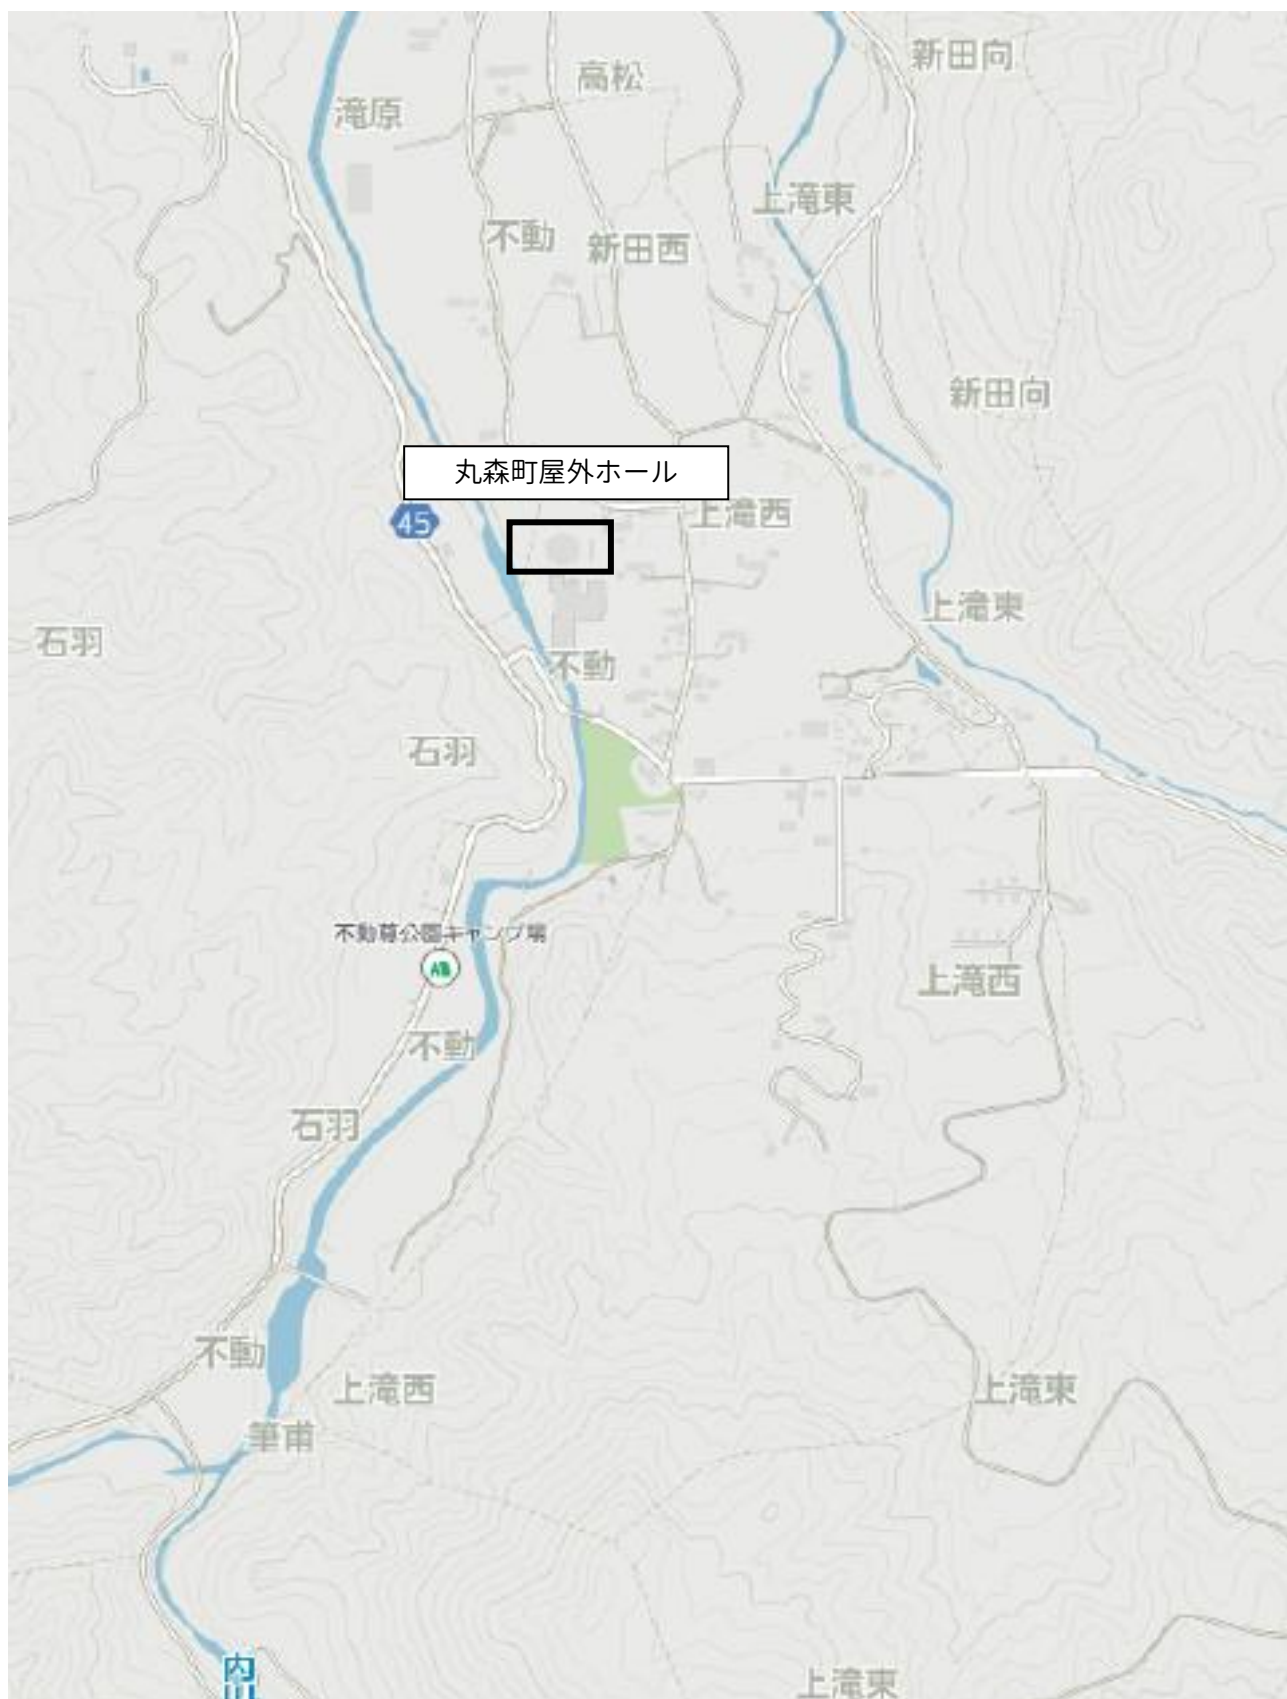 新田向
高松
滝原
上滝東
不動
新田西
新田向
丸森町屋外ホール
上滝西
45
上滝東
石羽
不動
石羽
不動尊公園キャンプ場
上滝西
不動
石羽
不動
上滝西
上滝東
筆甫
内川
上滝東